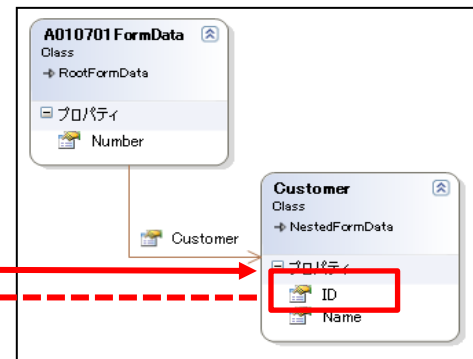 A010701FormData
Class
RootFormData
プロパティ
Number
Customer
Customer
Class
NestedFormData
プロパティ
ID
Name